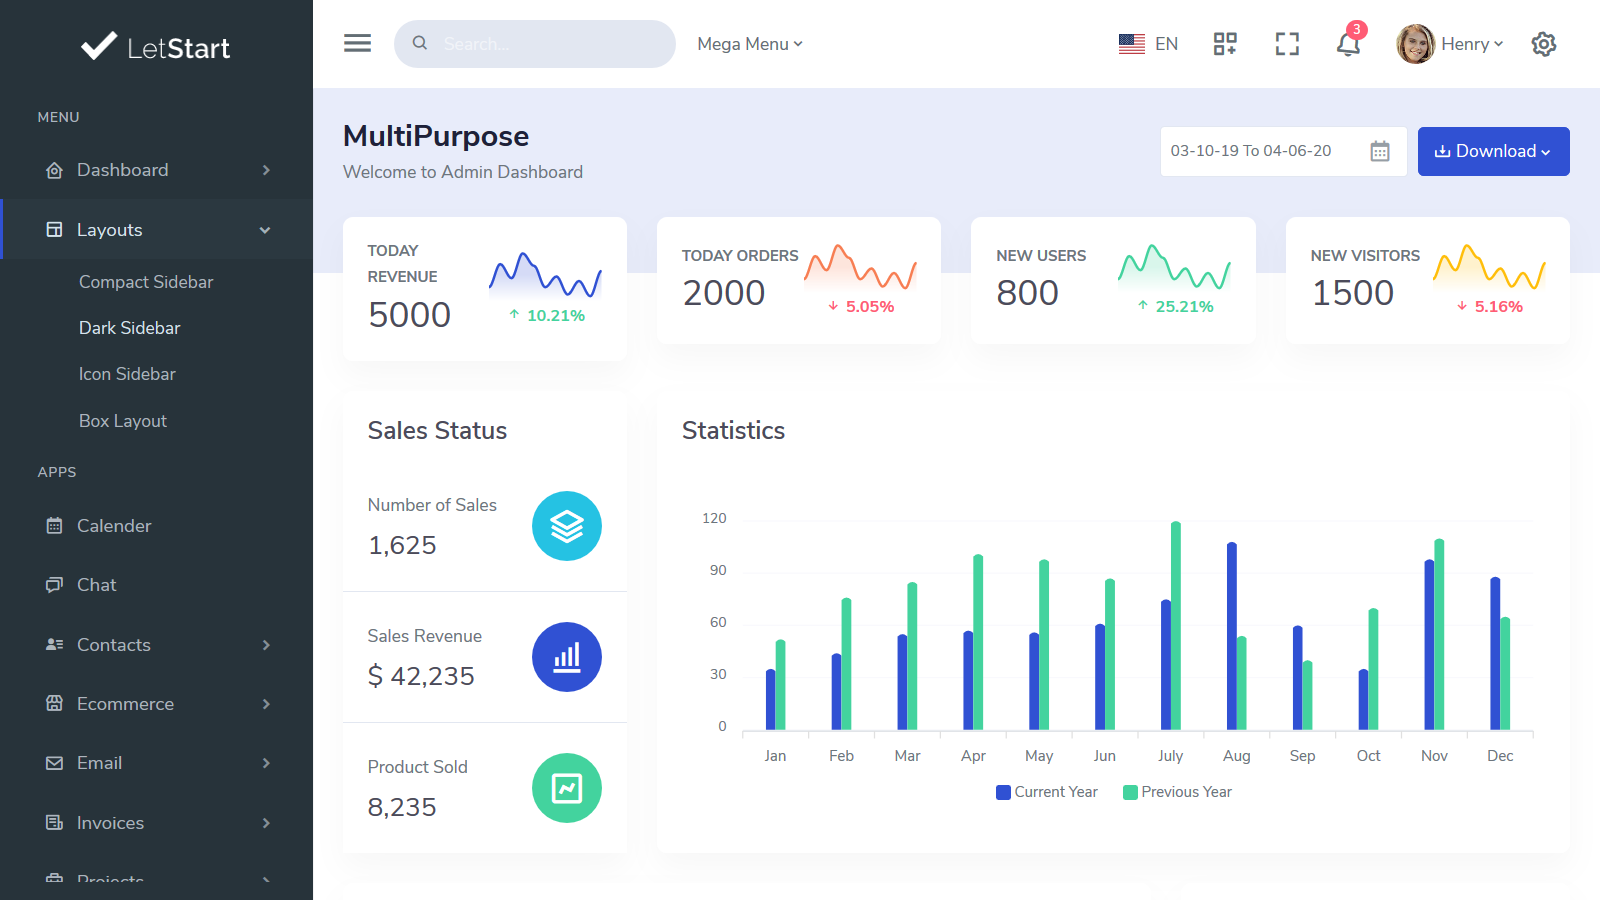 LetStart
Mega Menu
EN
3
Henry
Search...
MENU
Dashboard
Layouts
Compact Sidebar
Dark Sidebar
Icon Sidebar
Box Layout
APPS
Calender
Chat
Contacts
Ecommerce
Email
Invoices
Projects
MultiPurpose
Welcome to Admin Dashboard
03-10-19 To 04-06-20
Download
TODAY
REVENUE
5000
10.21%
TODAY ORDERS
2000
5.05%
NEW USERS
800
25.21%
NEW VISITORS
1500
5.16%
Sales Status
Number of Sales
1,625
Sales Revenue
$ 42,235
Product Sold
8,235
Statistics
120
90
60
30
0
Jan Feb Mar Apr May Jun July Aug Sep Oct Nov Dec
Current Year Previous Year